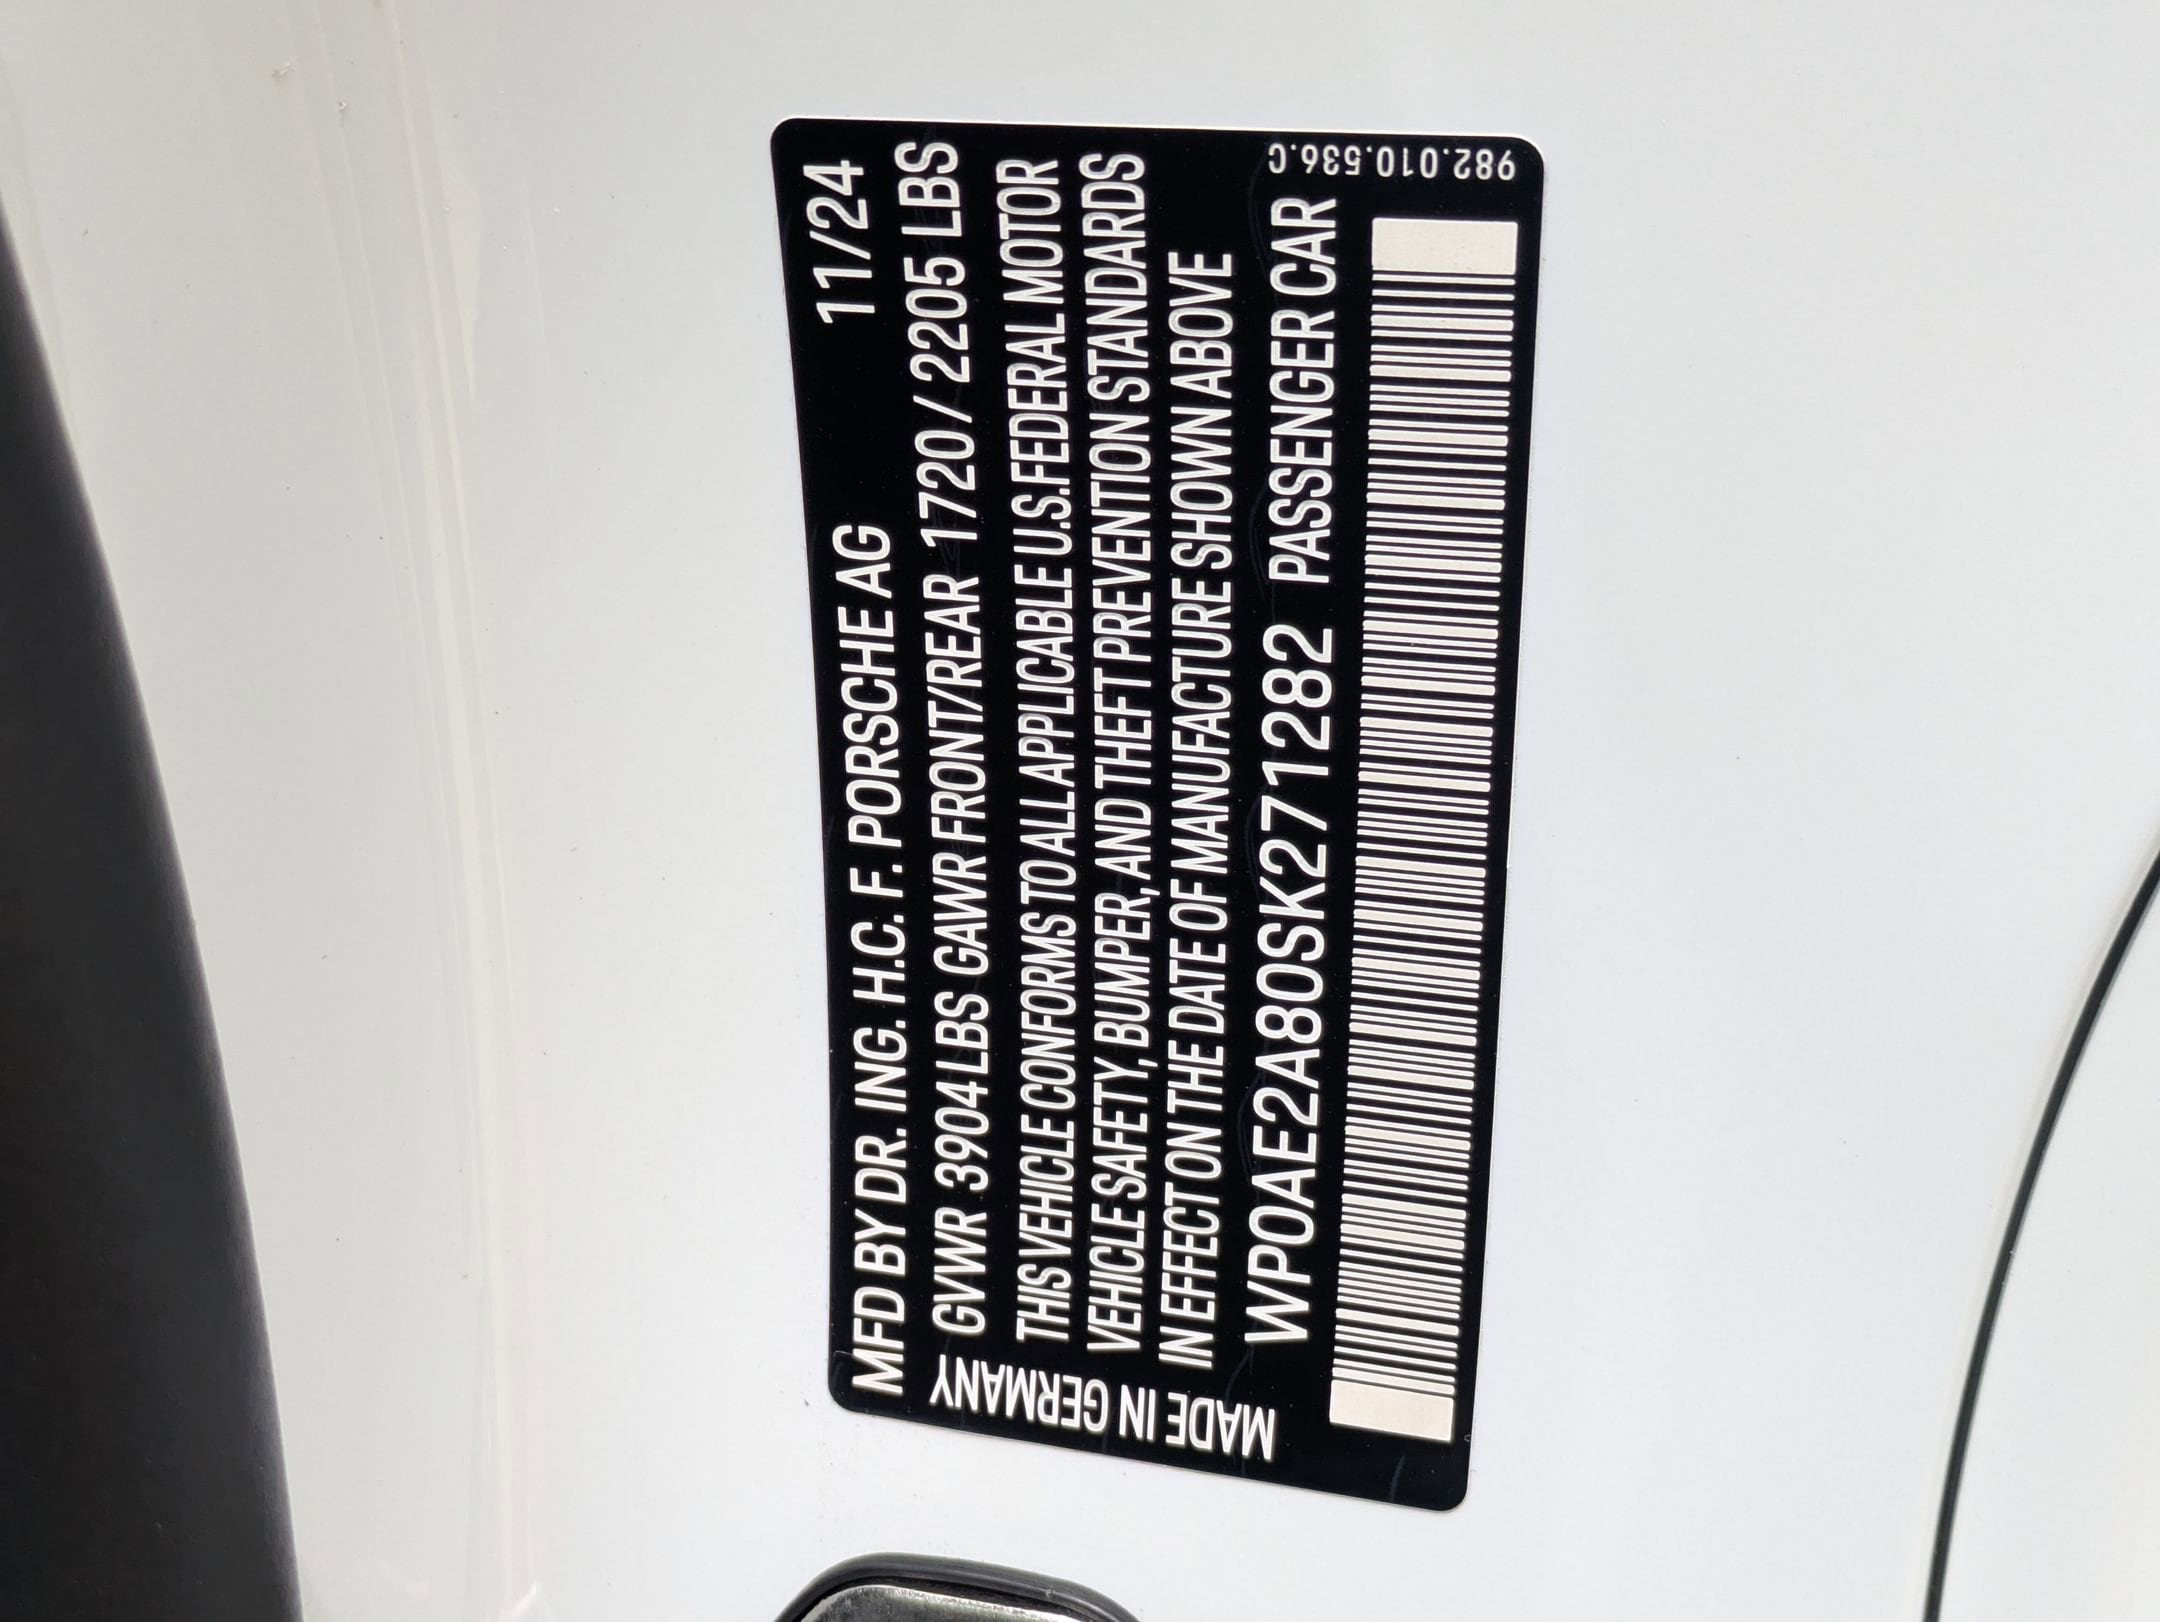 MFD BY DR. ING. H.C. F. PORSCHE AG 11/24
GVWR 3904 LBS GAWR FRONT/REAR 1720 / 2205 LBS
THIS VEHICLE CONFORMS TO ALL APPLICABLE U.S.FEDERAL MOTOR
VEHICLE SAFETY, BUMPER, AND THEFT PREVENTION STANDARDS
IN EFFECT ON THE DATE OF MANUFACTURE SHOWN ABOVE
WP0AE2A80SK271282 PASSENGER CAR
MADE IN GERMANY
982.010.536.C